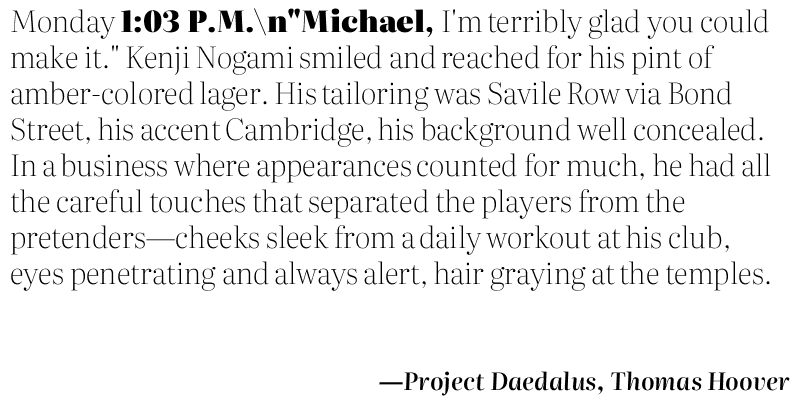 Monday 1:03 P.M.\n"Michael, I'm terribly glad you could
make it." Kenji Nogami smiled and reached for his pint of
amber-colored lager. His tailoring was Savile Row via Bond
Street, his accent Cambridge, his background well concealed.
In a business where appearances counted for much, he had all
the careful touches that separated the players from the
pretenders—cheeks sleek from a daily workout at his club,
eyes penetrating and always alert, hair graying at the temples.
—Project Daedalus, Thomas Hoover